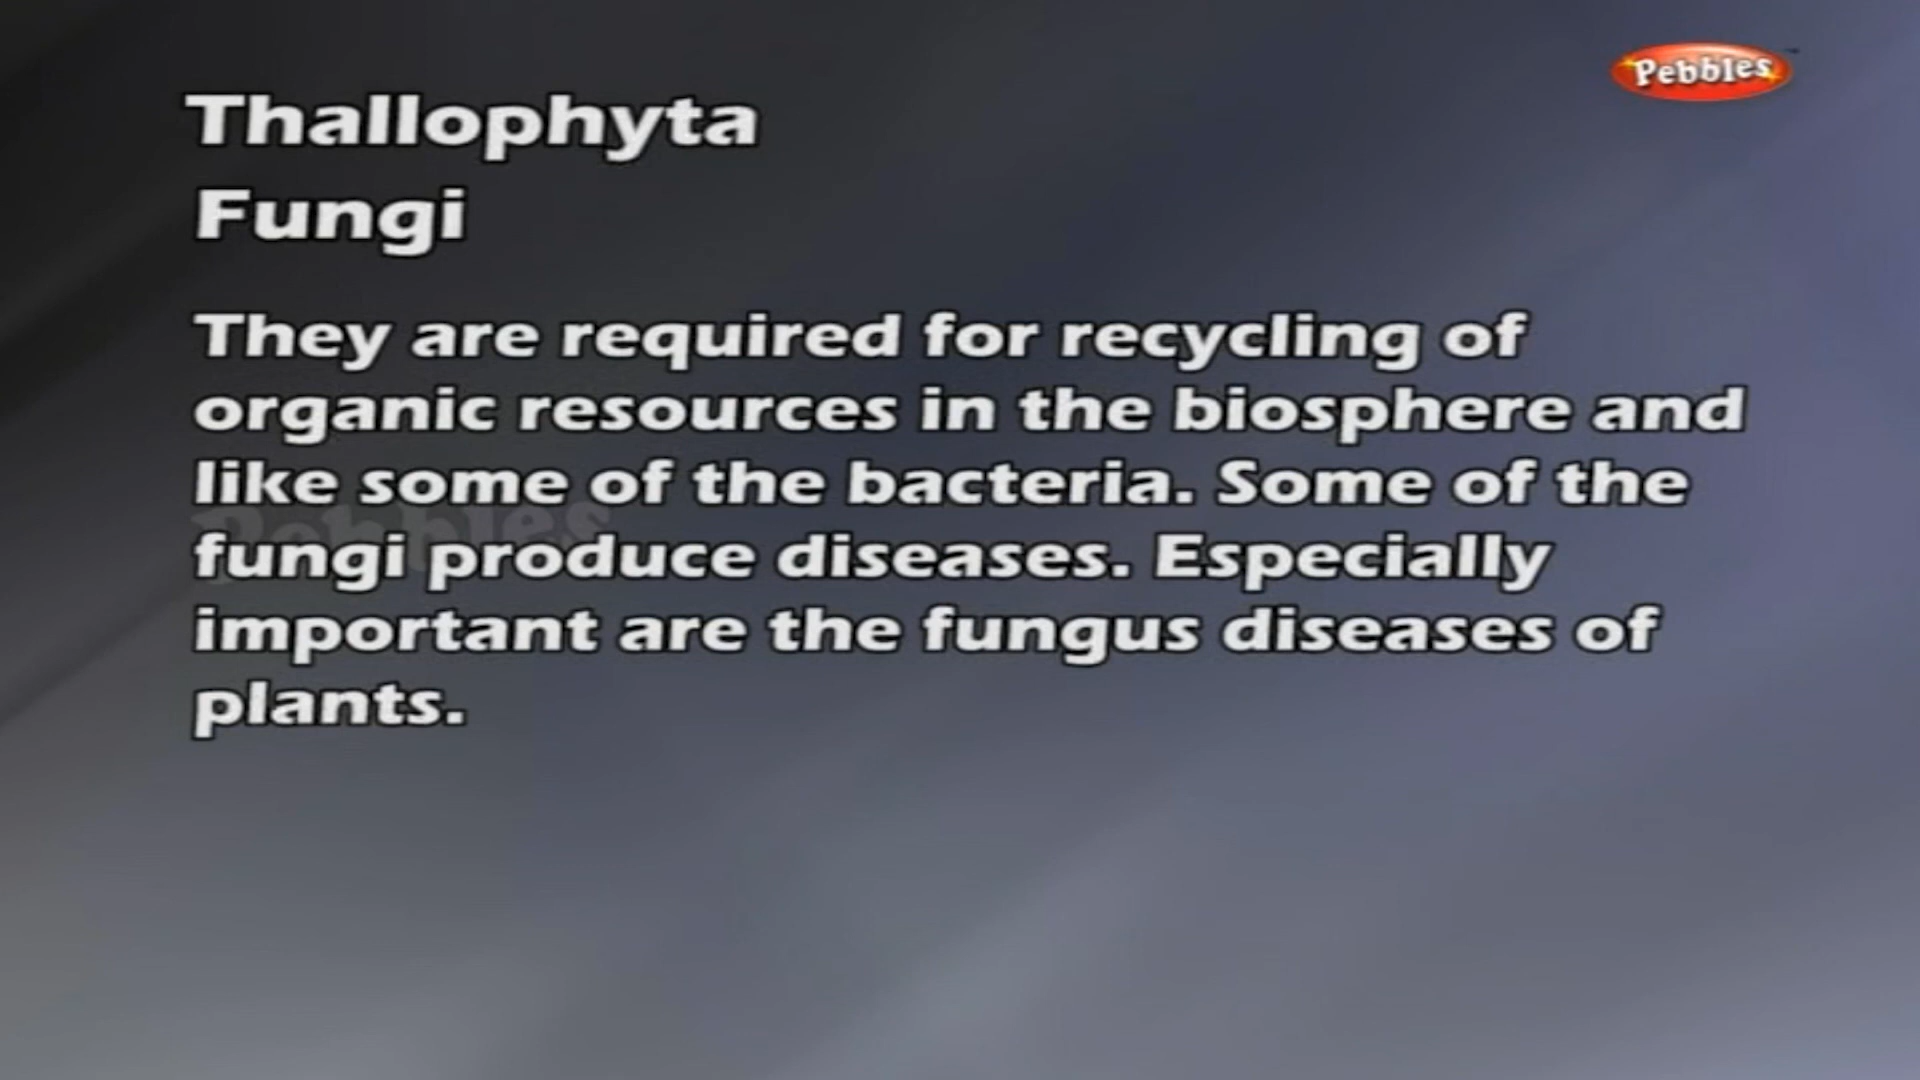 Pebbles
Thallophyta
Fungi
They are required for recycling of
organic resources in the biosphere and
like some of the bacteria. Some of the
Pebbles
fungi produce diseases. Especially
important are the fungus diseases of
plants.